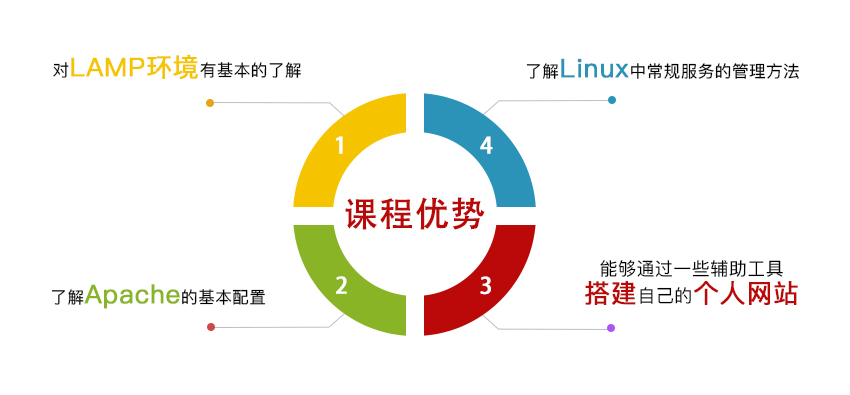 对LAMP环境有基本的了解
了解Linux中常规服务的管理方法
1
4
课程优势
2
3
了解Apache的基本配置
能够通过一些辅助工具
搭建自己的个人网站